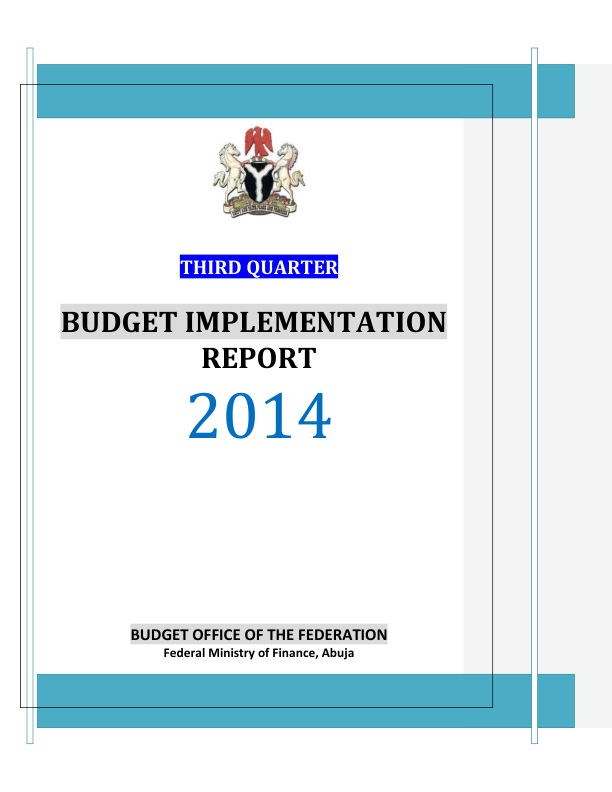 THIRD QUARTER
BUDGET IMPLEMENTATION
REPORT
2014
BUDGET OFFICE OF THE FEDERATION
Federal Ministry of Finance, Abuja